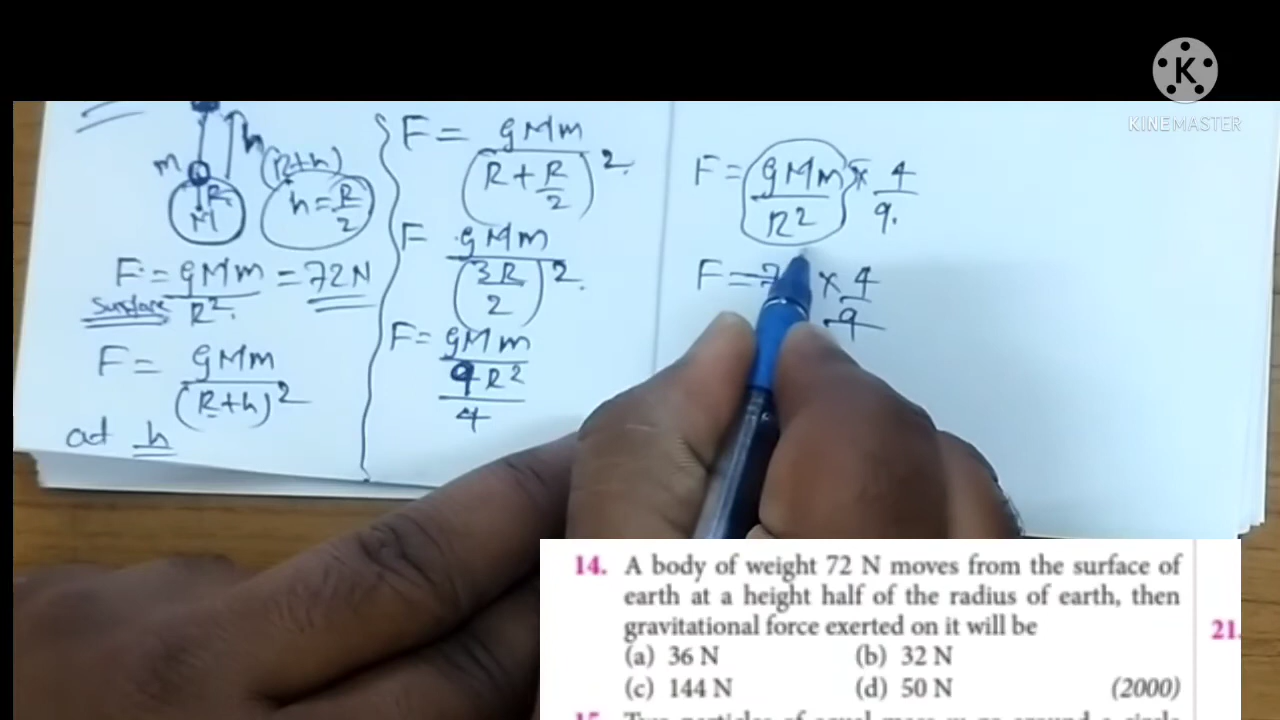 K
KINEMASTER
m
h
(R+h)
R
M
h = R/2
F = GMm/R² = 72N
Surface
F = GMm/(R+h)²
at h
F = GMm/(R + R/2)²
F GMm/(3R/2)²
F = GMm/(9R²/4)
F = GMm/R² × 4/9.
F = × 4/9
14. A body of weight 72 N moves from the surface of
earth at a height half of the radius of earth, then
gravitational force exerted on it will be
(a) 36 N (b) 32 N
(c) 144 N (d) 50 N (2000)
21.